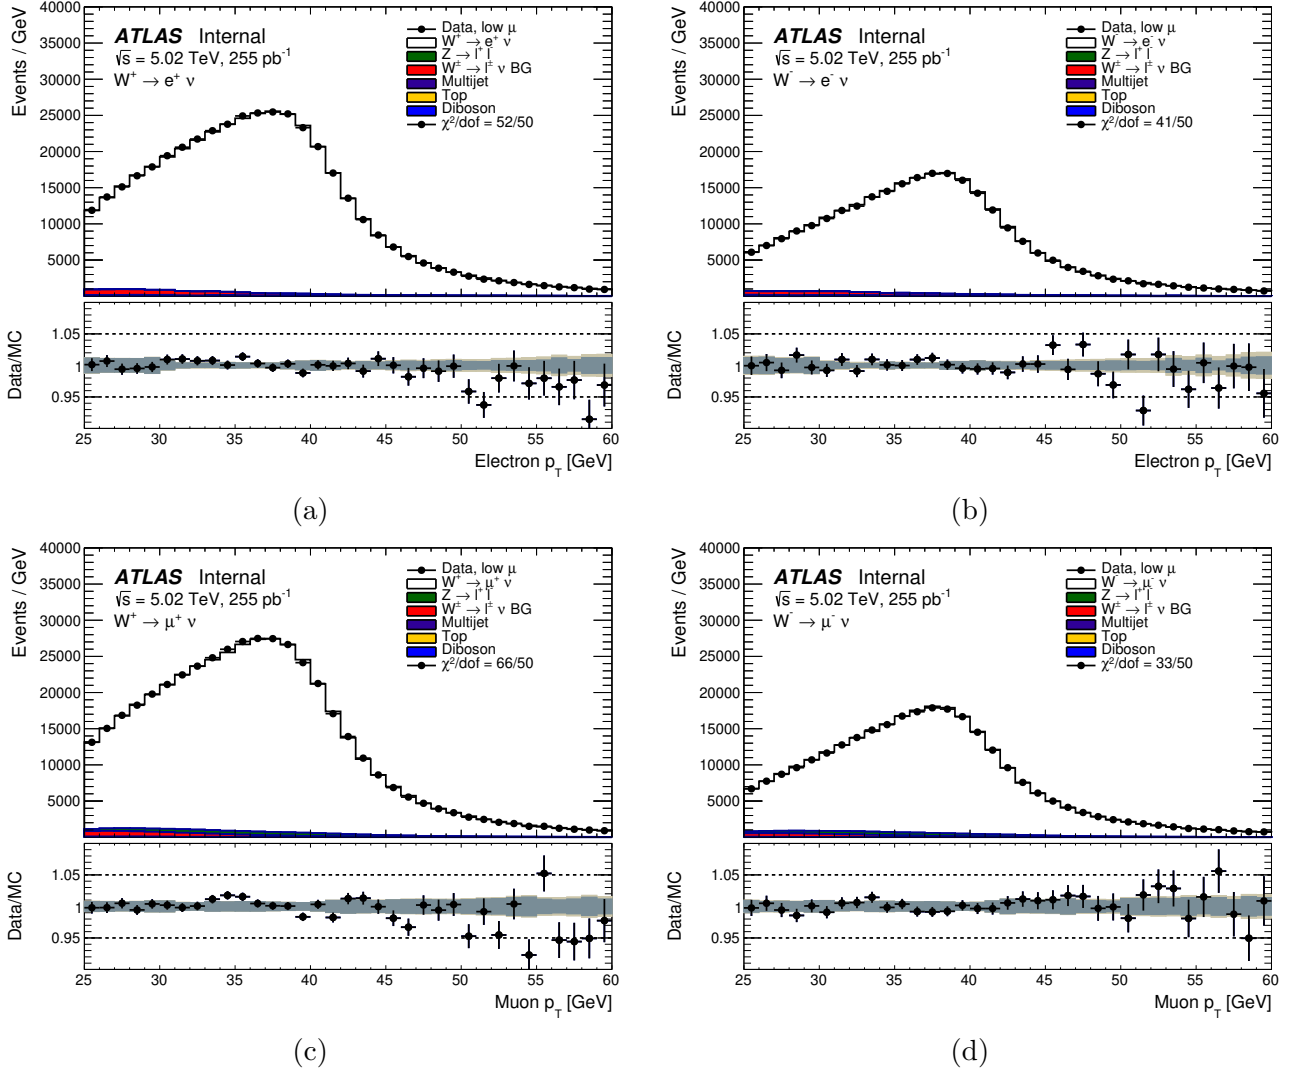 Events / GeV
40000
35000
30000
25000
20000
15000
10000
5000
ATLAS Internal
√s = 5.02 TeV, 255 pb⁻¹
W⁺ → e⁺ ν
Data, low μ
W⁺ → e⁺ ν
Z → l⁺ l⁻
W± → l± ν BG
Multijet
Top
Diboson
χ²/dof = 52/50
Data/MC
1.05
1
0.95
25 30 35 40 45 50 55 60
Electron p_T [GeV]
(a)
Events / GeV
40000
35000
30000
25000
20000
15000
10000
5000
ATLAS Internal
√s = 5.02 TeV, 255 pb⁻¹
W⁻ → e⁻ ν
Data, low μ
W⁻ → e⁻ ν
Z → l⁺ l⁻
W± → l± ν BG
Multijet
Top
Diboson
χ²/dof = 41/50
Data/MC
1.05
1
0.95
25 30 35 40 45 50 55 60
Electron p_T [GeV]
(b)
Events / GeV
40000
35000
30000
25000
20000
15000
10000
5000
ATLAS Internal
√s = 5.02 TeV, 255 pb⁻¹
W⁺ → μ⁺ ν
Data, low μ
W⁺ → μ⁺ ν
Z → l⁺ l⁻
W± → l± ν BG
Multijet
Top
Diboson
χ²/dof = 66/50
Data/MC
1.05
1
0.95
25 30 35 40 45 50 55 60
Muon p_T [GeV]
(c)
Events / GeV
40000
35000
30000
25000
20000
15000
10000
5000
ATLAS Internal
√s = 5.02 TeV, 255 pb⁻¹
W⁻ → μ⁻ ν
Data, low μ
W⁻ → μ⁻ ν
Z → l⁺ l⁻
W± → l± ν BG
Multijet
Top
Diboson
χ²/dof = 33/50
Data/MC
1.05
1
0.95
25 30 35 40 45 50 55 60
Muon p_T [GeV]
(d)